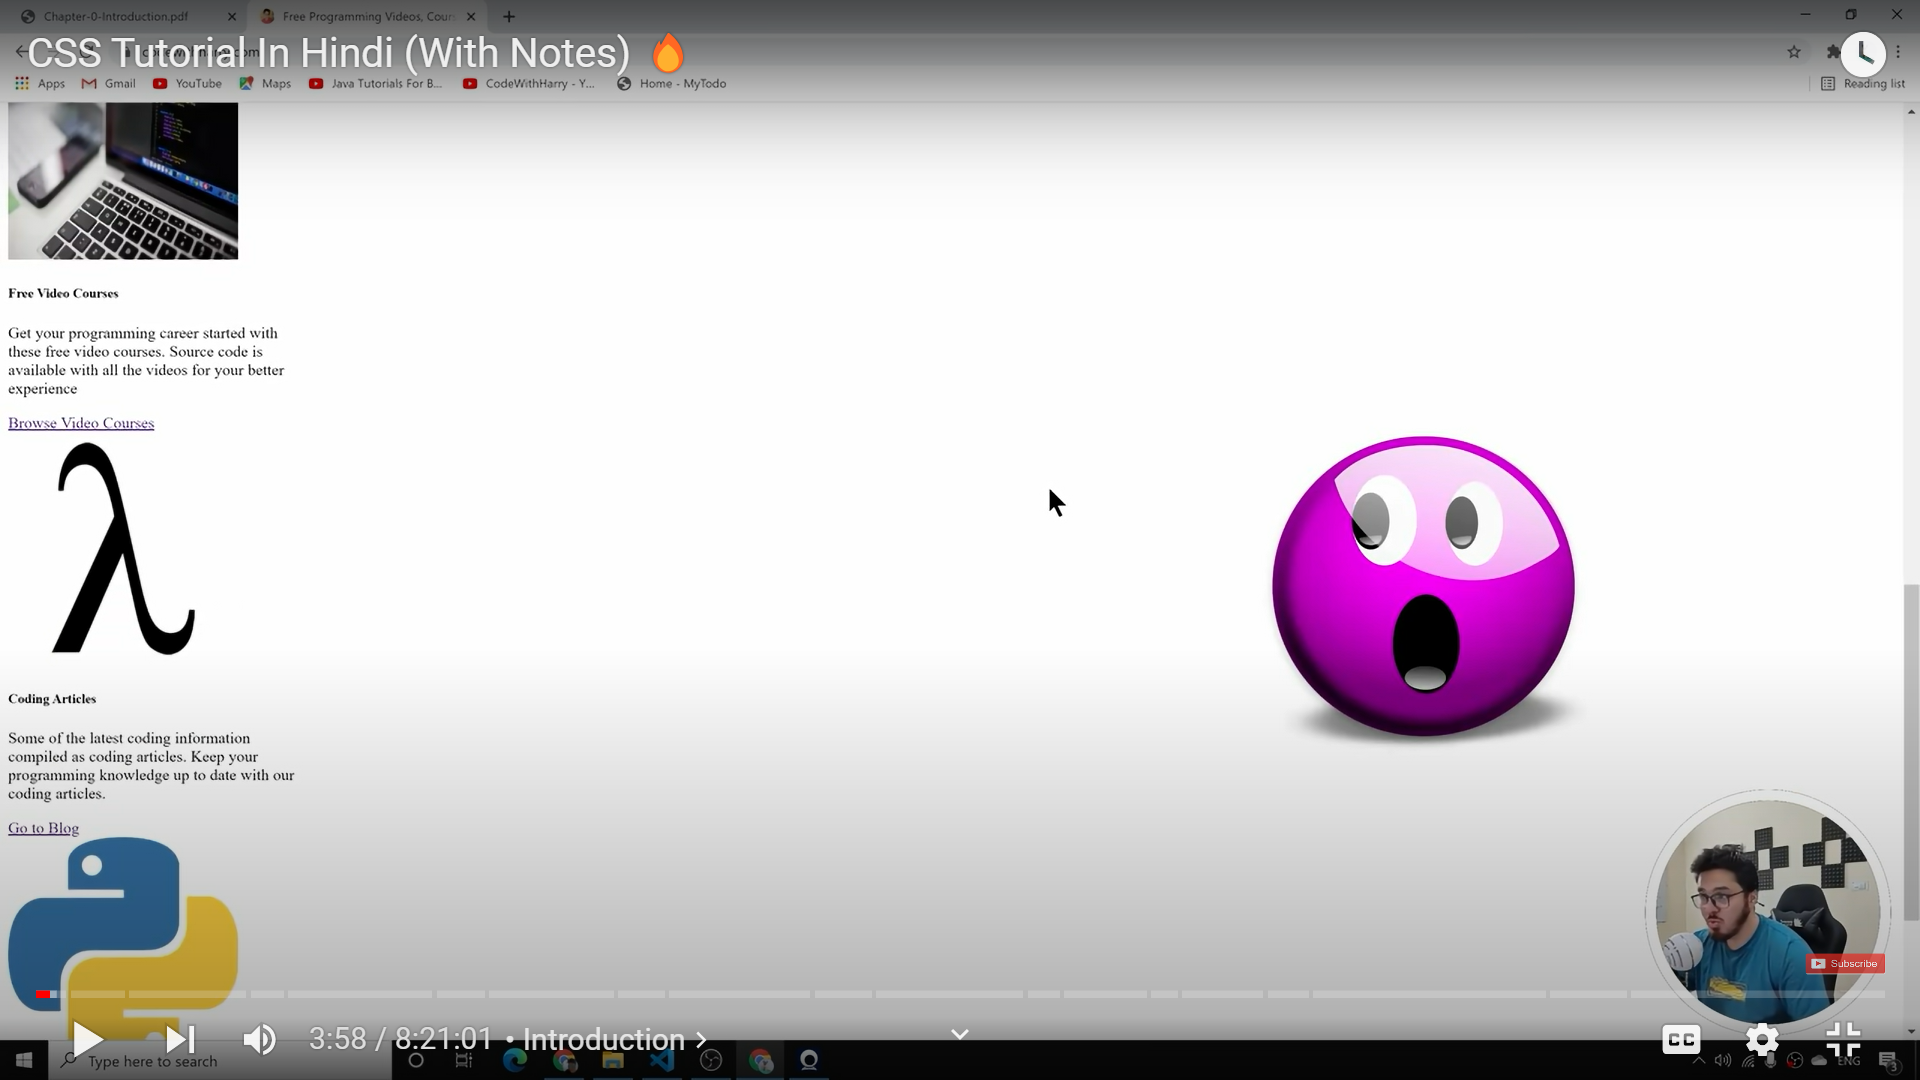 Chapter-0-Introduction.pdf
Free Programming Videos, Cour
CSS Tutorial In Hindi (With Notes) 🔥
Apps
Gmail
YouTube
Maps
Java Tutorials For B...
CodeWithHarry - Y...
Home - MyTodo
Reading list
Free Video Courses
Get your programming career started with
these free video courses. Source code is
available with all the videos for your better
experience
Browse Video Courses
λ
Coding Articles
Some of the latest coding information
compiled as coding articles. Keep your
programming knowledge up to date with our
coding articles.
Go to Blog
Subscribe
3:58 / 8:21:01 • Introduction >
CC
Type here to search
ENG
3